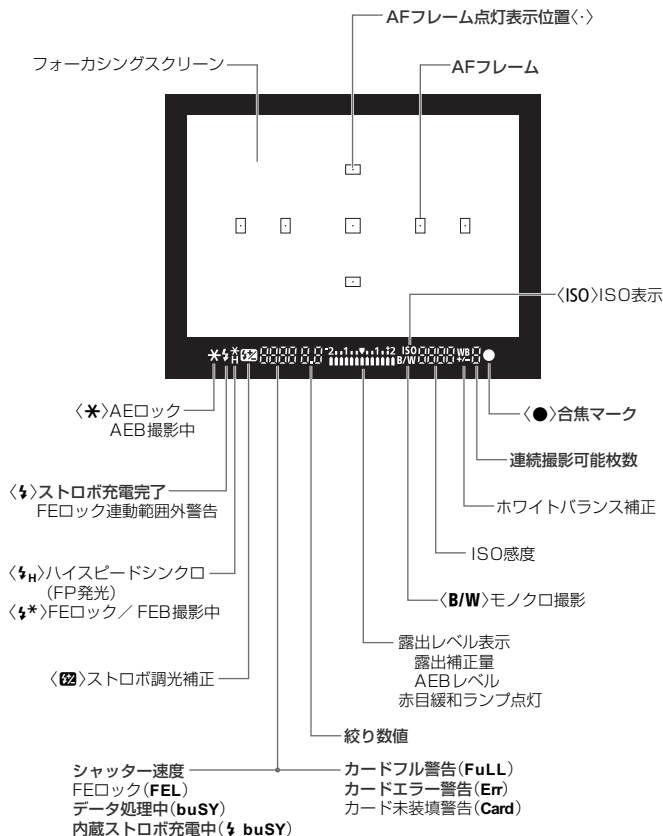 AFフレーム点灯表示位置〈·〉
フォーカシングスクリーン
AFフレーム
〈ISO〉ISO表示
-2..1..▼..1..+2 ISO B/W WB +/-
〈✱〉AEロック
AEB撮影中
〈●〉合焦マーク
連続撮影可能枚数
〈⚡〉ストロボ充電完了
FEロック連動範囲外警告
ホワイトバランス補正
ISO感度
〈⚡H〉ハイスピードシンクロ
(FP発光)
〈⚡*〉FEロック/FEB撮影中
〈B/W〉モノクロ撮影
露出レベル表示
露出補正量
AEBレベル
赤目緩和ランプ点灯
〈⚡±〉ストロボ調光補正
絞り数値
シャッター速度
FEロック(FEL)
データ処理中(buSY)
内蔵ストロボ充電中(⚡ buSY)
カードフル警告(FuLL)
カードエラー警告(Err)
カード未装填警告(Card)